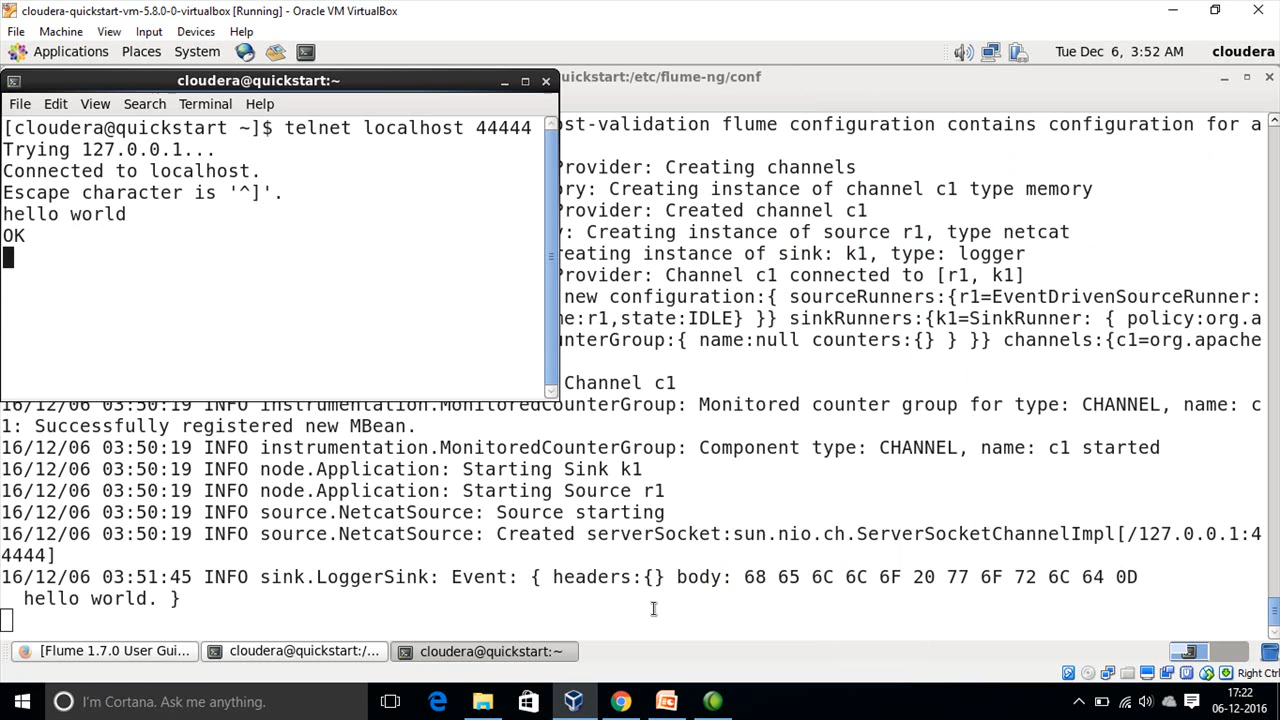 cloudera-quickstart-vm-5.8.0-0-virtualbox [Running] - Oracle VM VirtualBox
File Machine View Input Devices Help
Applications Places System Tue Dec 6, 3:52 AM cloudera
cloudera@quickstart:~
quickstart:/etc/flume-ng/conf
File Edit View Search Terminal Help
[cloudera@quickstart ~]$ telnet localhost 44444
Trying 127.0.0.1...
Connected to localhost.
Escape character is '^]'.
hello world
OK
ost-validation flume configuration contains configuration for a
Provider: Creating channels
ory: Creating instance of channel c1 type memory
Provider: Created channel c1
y: Creating instance of source r1, type netcat
reating instance of sink: k1, type: logger
Provider: Channel c1 connected to [r1, k1]
new configuration:{ sourceRunners:{r1=EventDrivenSourceRunner:
me:r1,state:IDLE} }} sinkRunners:{k1=SinkRunner: { policy:org.a
unterGroup:{ name:null counters:{} } }} channels:{c1=org.apache
Channel c1
16/12/06 03:50:19 INFO instrumentation.MonitoredCounterGroup: Monitored counter group for type: CHANNEL, name: c
1: Successfully registered new MBean.
16/12/06 03:50:19 INFO instrumentation.MonitoredCounterGroup: Component type: CHANNEL, name: c1 started
16/12/06 03:50:19 INFO node.Application: Starting Sink k1
16/12/06 03:50:19 INFO node.Application: Starting Source r1
16/12/06 03:50:19 INFO source.NetcatSource: Source starting
16/12/06 03:50:19 INFO source.NetcatSource: Created serverSocket:sun.nio.ch.ServerSocketChannelImpl[/127.0.0.1:4
4444]
16/12/06 03:51:45 INFO sink.LoggerSink: Event: { headers:{} body: 68 65 6C 6C 6F 20 77 6F 72 6C 64 0D
hello world. }
[Flume 1.7.0 User Gui... cloudera@quickstart:/... cloudera@quickstart:~
Right Ctrl
I'm Cortana. Ask me anything.
17:22
06-12-2016